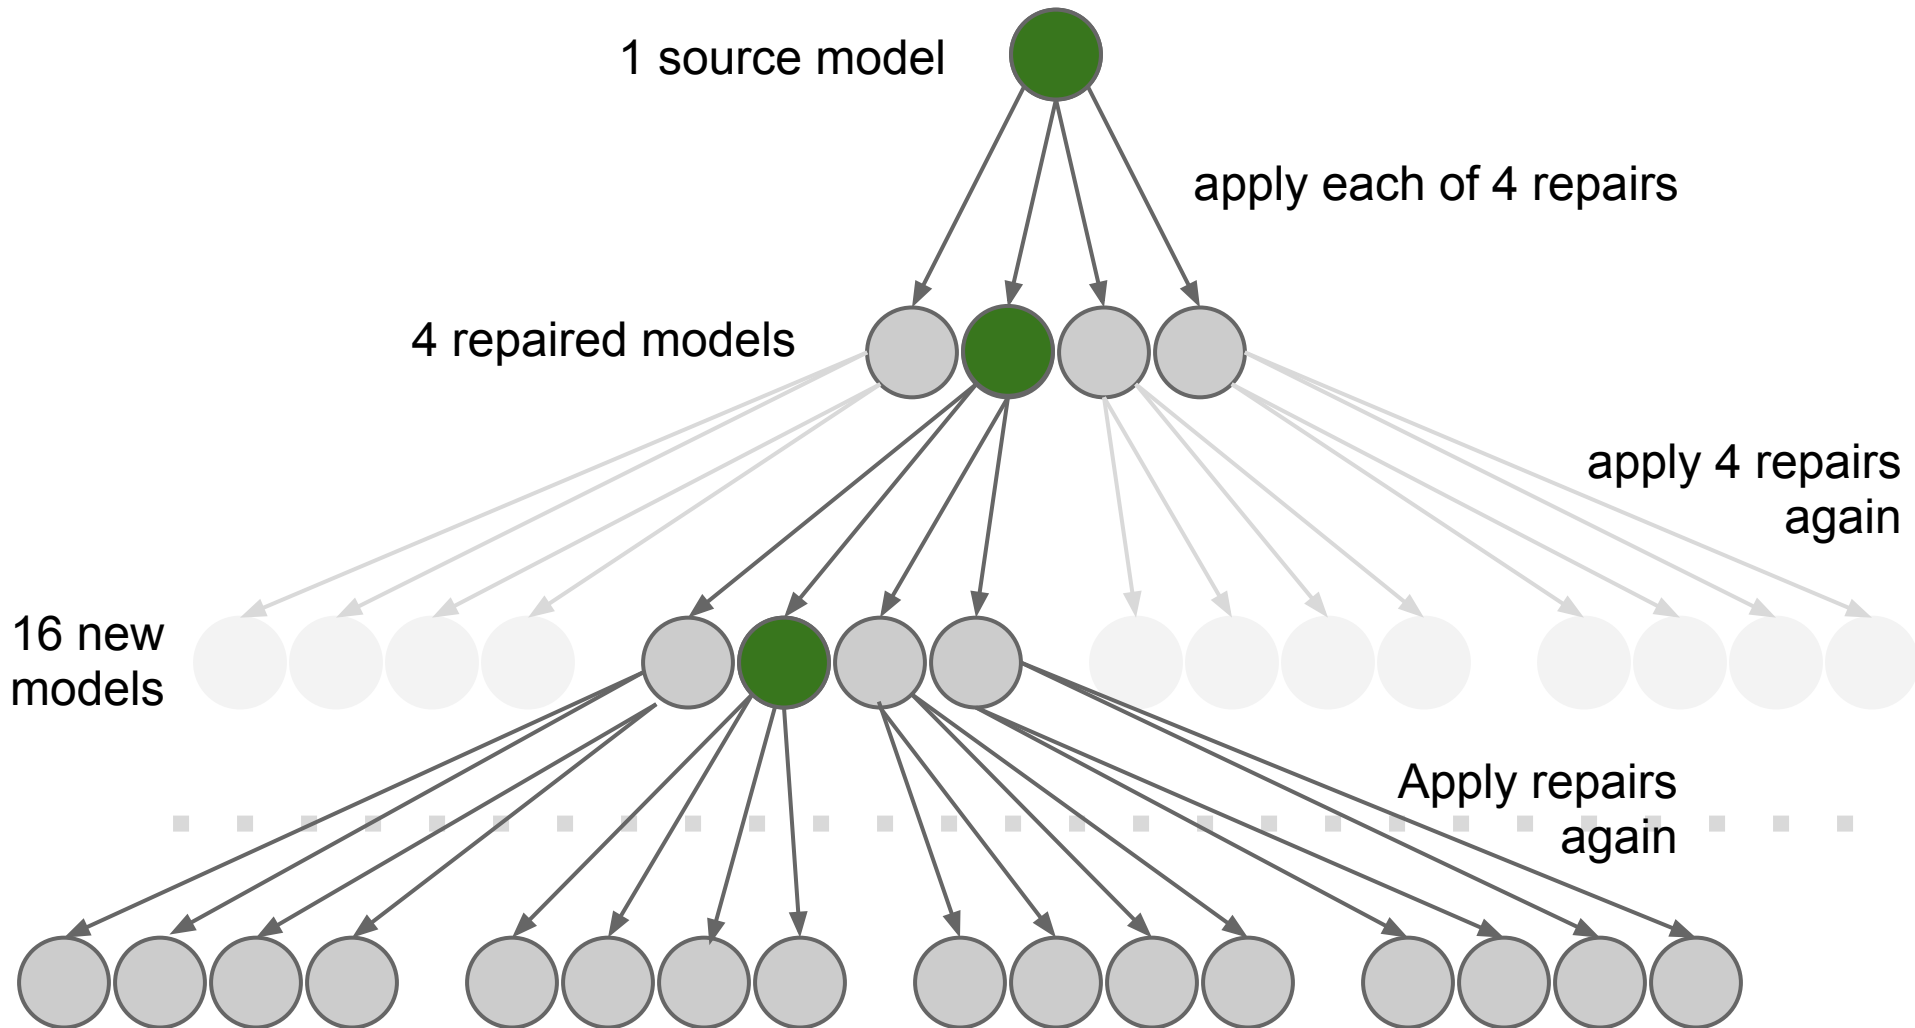 1 source model
apply each of 4 repairs
4 repaired models
apply 4 repairs
again
16 new
models
Apply repairs
again